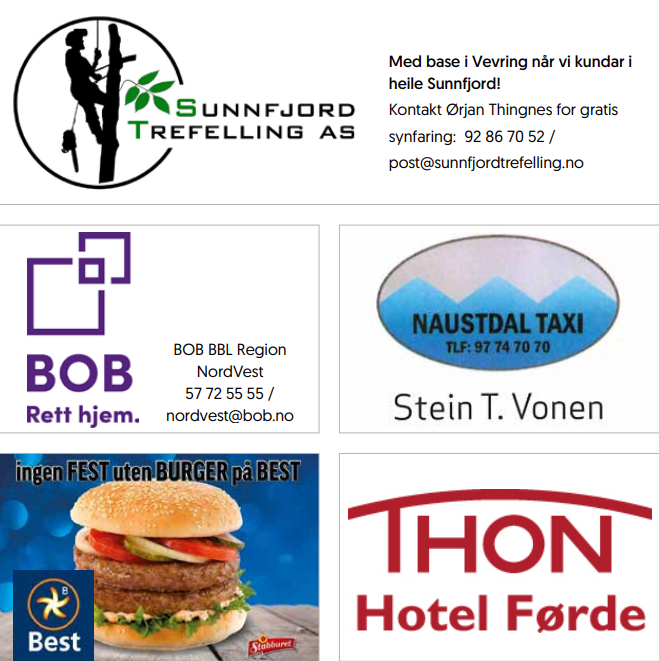 SUNNFJORD
TREFELLING AS
Med base i Vevring når vi kundar i
heile Sunnfjord!
Kontakt Ørjan Thingnes for gratis
synfaring: 92 86 70 52 /
post@sunnfjordtrefelling.no
BOB
Rett hjem.
BOB BBL Region
NordVest
57 72 55 55 /
nordvest@bob.no
NAUSTDAL TAXI
TLF: 97 74 70 70
Stein T. Vonen
ingen FEST uten BURGER på BEST
B
Best
Stabburet
THON
Hotel Førde